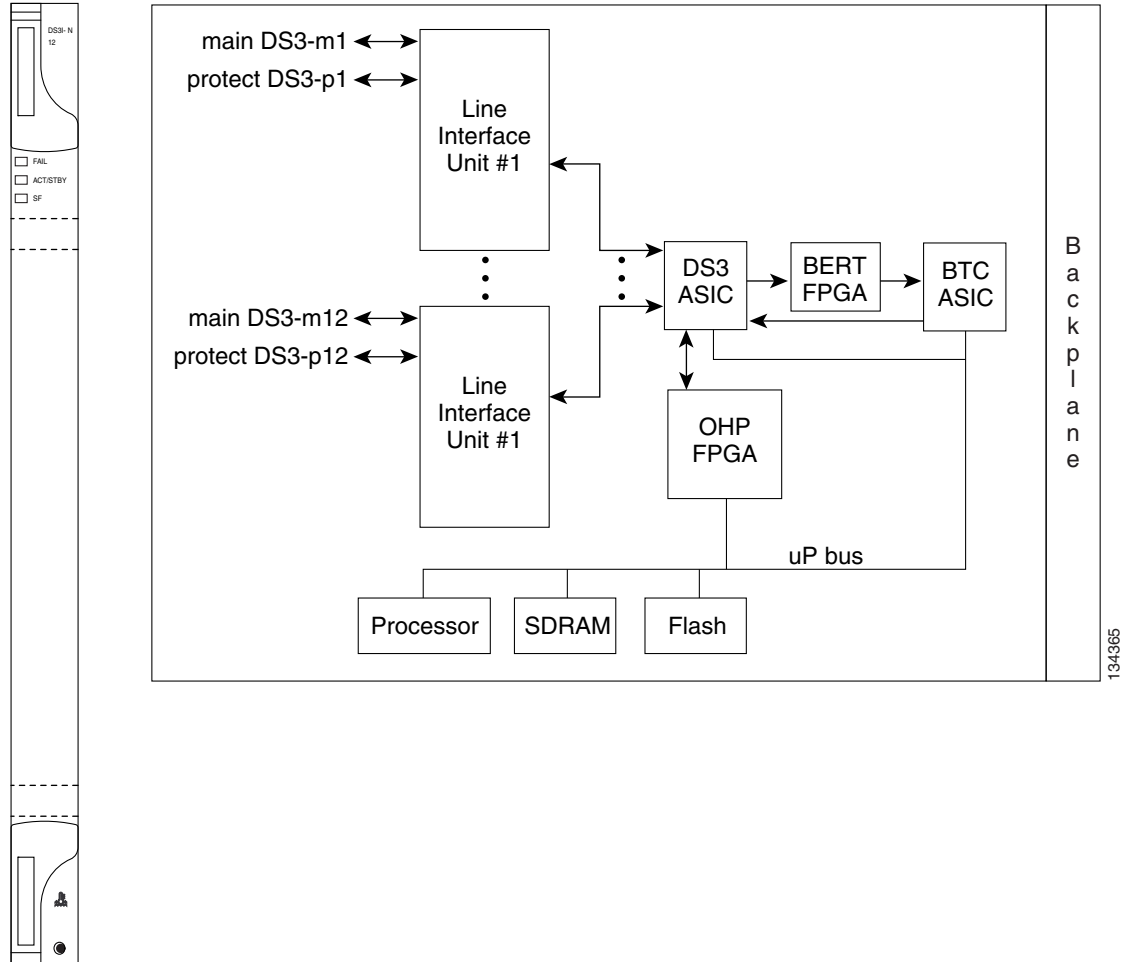 DS3I- N
12
FAIL
ACT/STBY
SF
main DS3-m1
protect DS3-p1
Line
Interface
Unit #1
main DS3-m12
protect DS3-p12
Line
Interface
Unit #1
DS3
ASIC
BERT
FPGA
BTC
ASIC
OHP
FPGA
uP bus
Processor
SDRAM
Flash
Backplane
134365